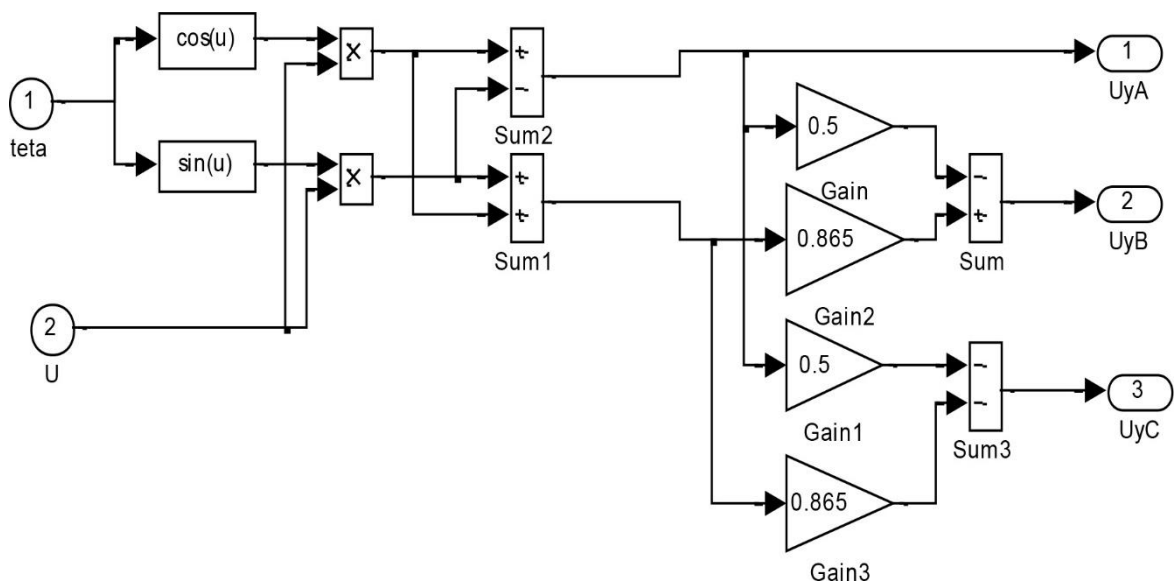 cos(u)
×
+
-
Sum2
1
UyA
1
teta
sin(u)
×
+
+
Sum1
0.5
Gain
-
+
Sum
2
UyB
0.865
Gain2
2
U
0.5
Gain1
-
-
Sum3
3
UyC
0.865
Gain3